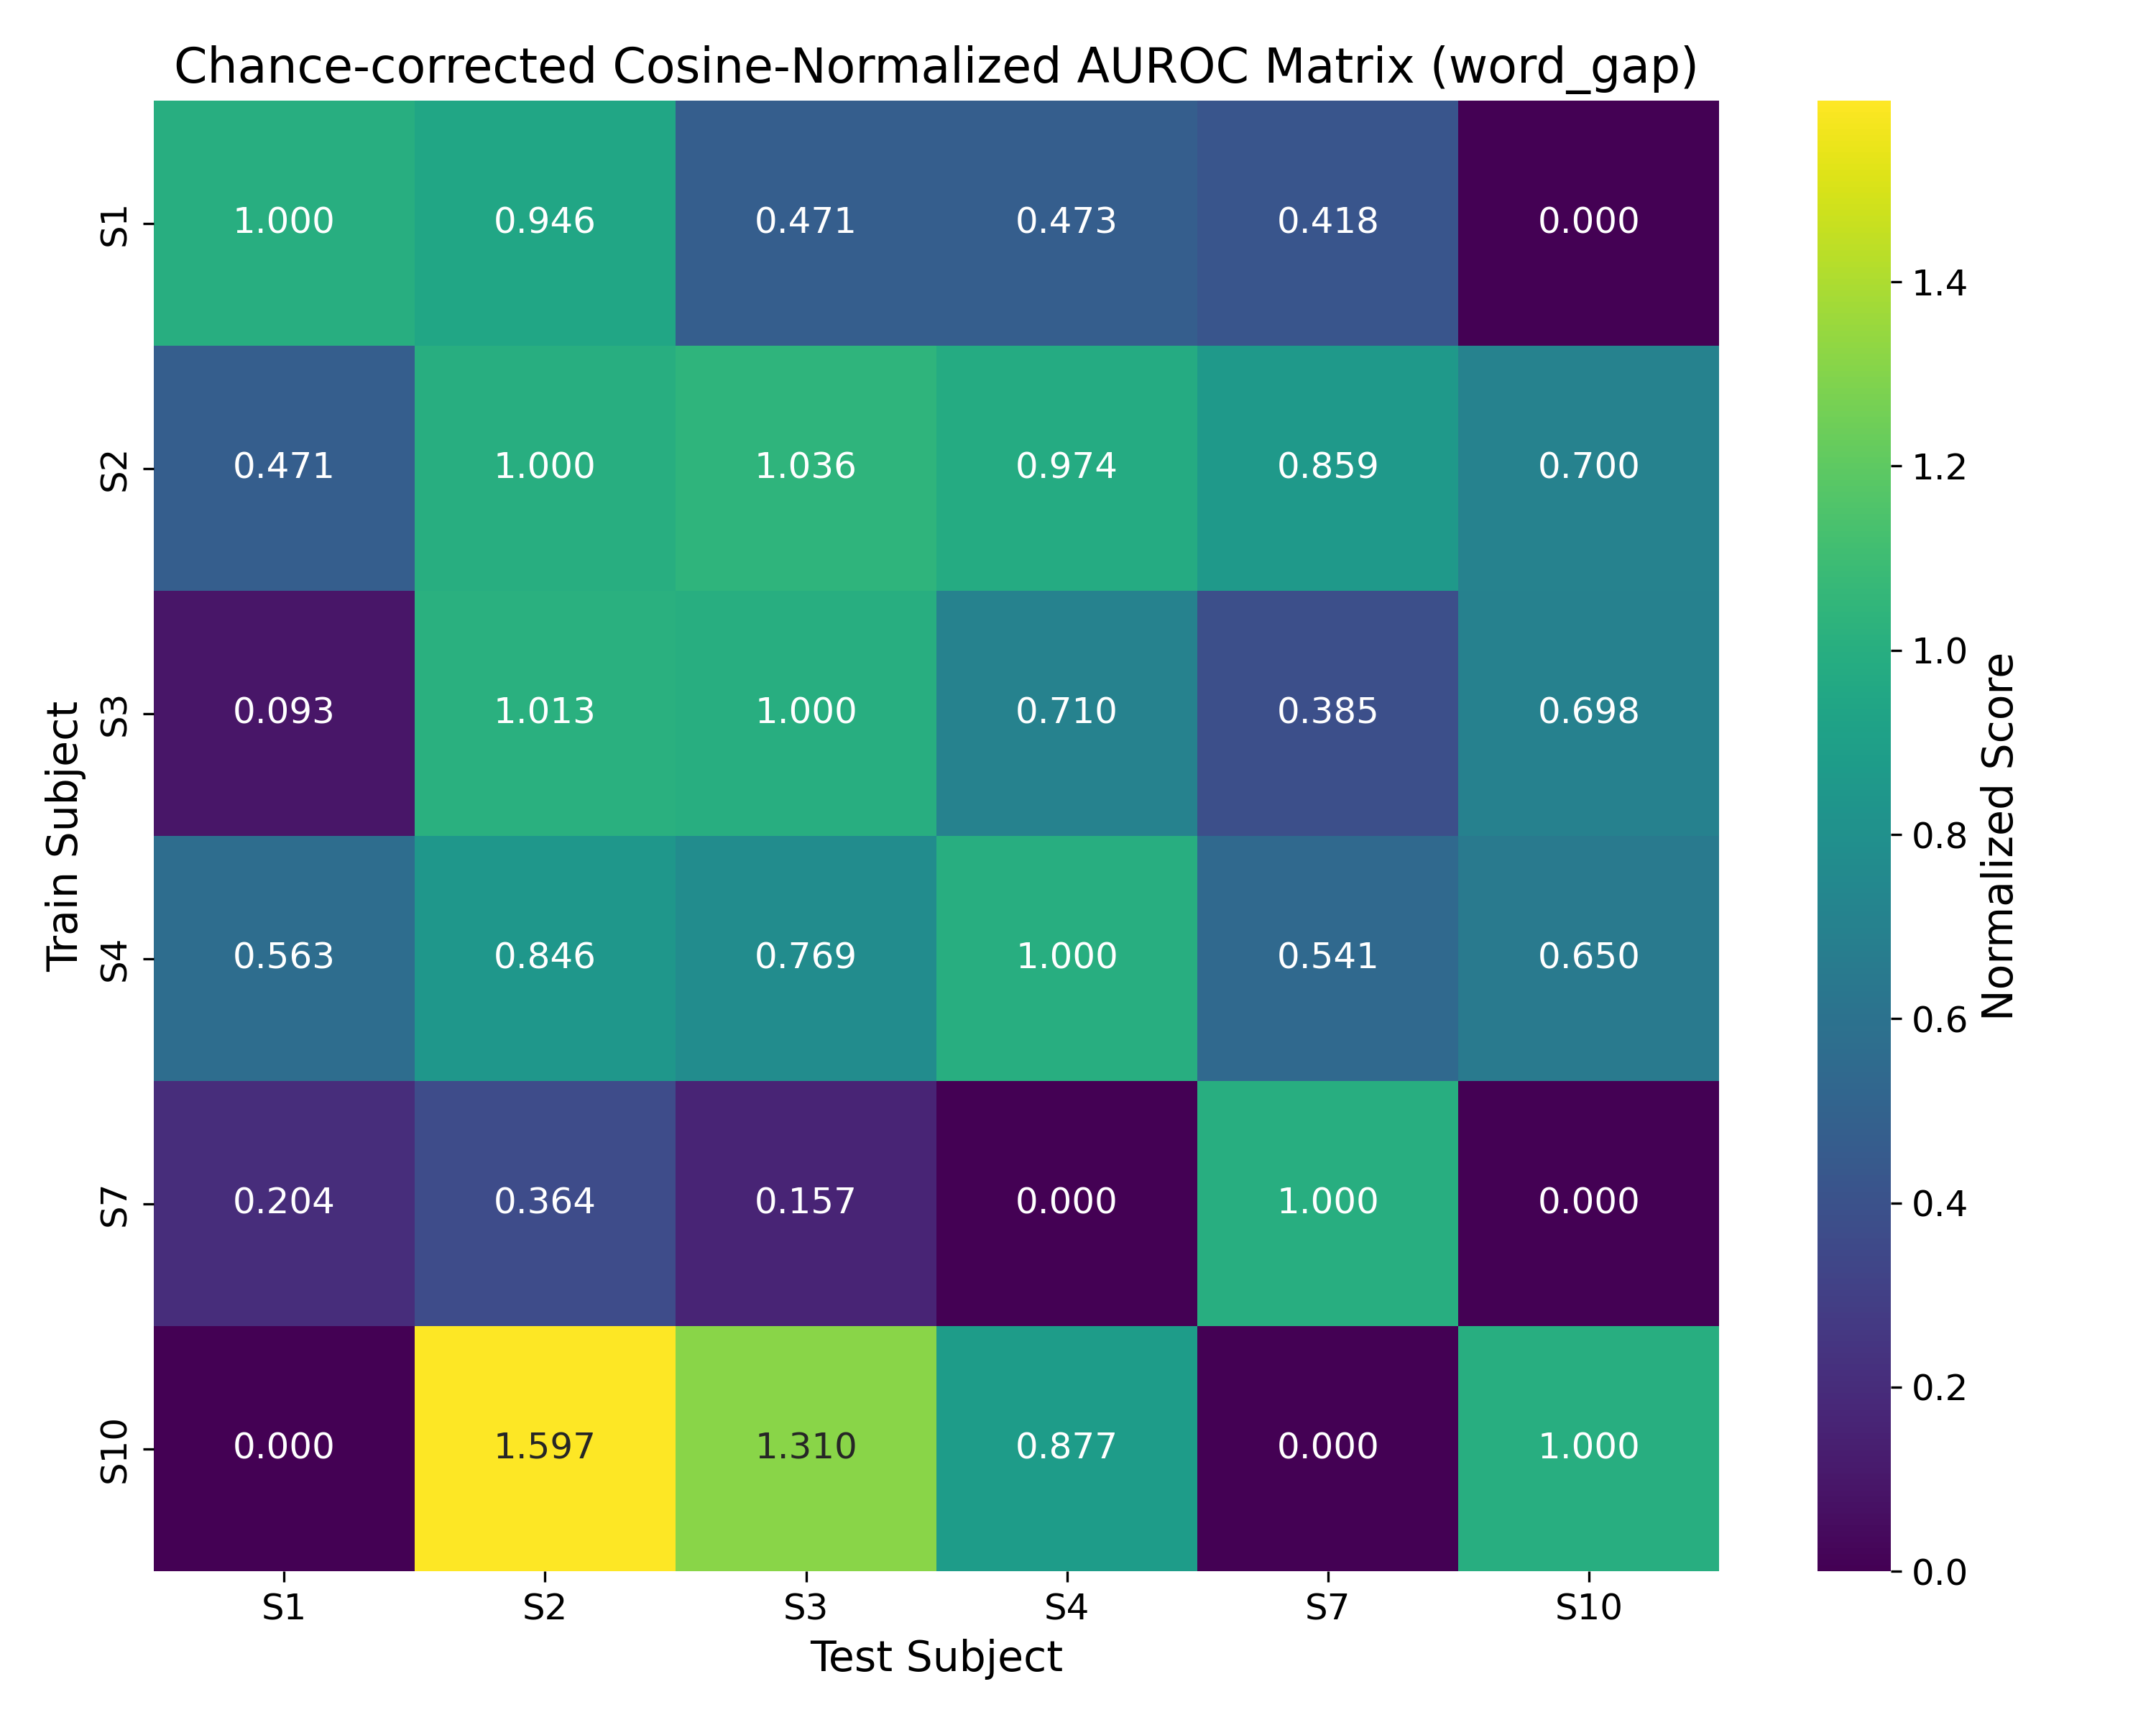 Chance-corrected Cosine-Normalized AUROC Matrix (word_gap)
Train Subject
S1 1.000 0.946 0.471 0.473 0.418 0.000
S2 0.471 1.000 1.036 0.974 0.859 0.700
S3 0.093 1.013 1.000 0.710 0.385 0.698
S4 0.563 0.846 0.769 1.000 0.541 0.650
S7 0.204 0.364 0.157 0.000 1.000 0.000
S10 0.000 1.597 1.310 0.877 0.000 1.000
S1 S2 S3 S4 S7 S10
Test Subject
1.4
1.2
1.0
0.8
0.6
0.4
0.2
0.0
Normalized Score